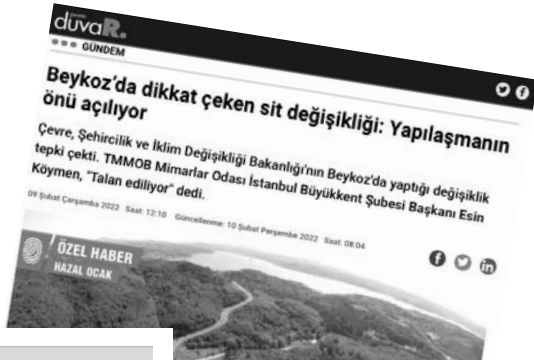 gazete
duvaR.
GÜNDEM
Beykoz'da dikkat çeken sit değişikliği: Yapılaşmanın
önü açılıyor
Çevre, Şehircilik ve İklim Değişikliği Bakanlığı'nın Beykoz'da yaptığı değişiklik
tepki çekti. TMMOB Mimarlar Odası İstanbul Büyükkent Şubesi Başkanı Esin
Köymen, "Talan ediliyor" dedi.
09 Şubat Çarşamba 2022 Saat: 12:10 Güncellenme: 10 Şubat Perşembe 2022 Saat: 08:04
ÖZEL HABER
HAZAL OCAK